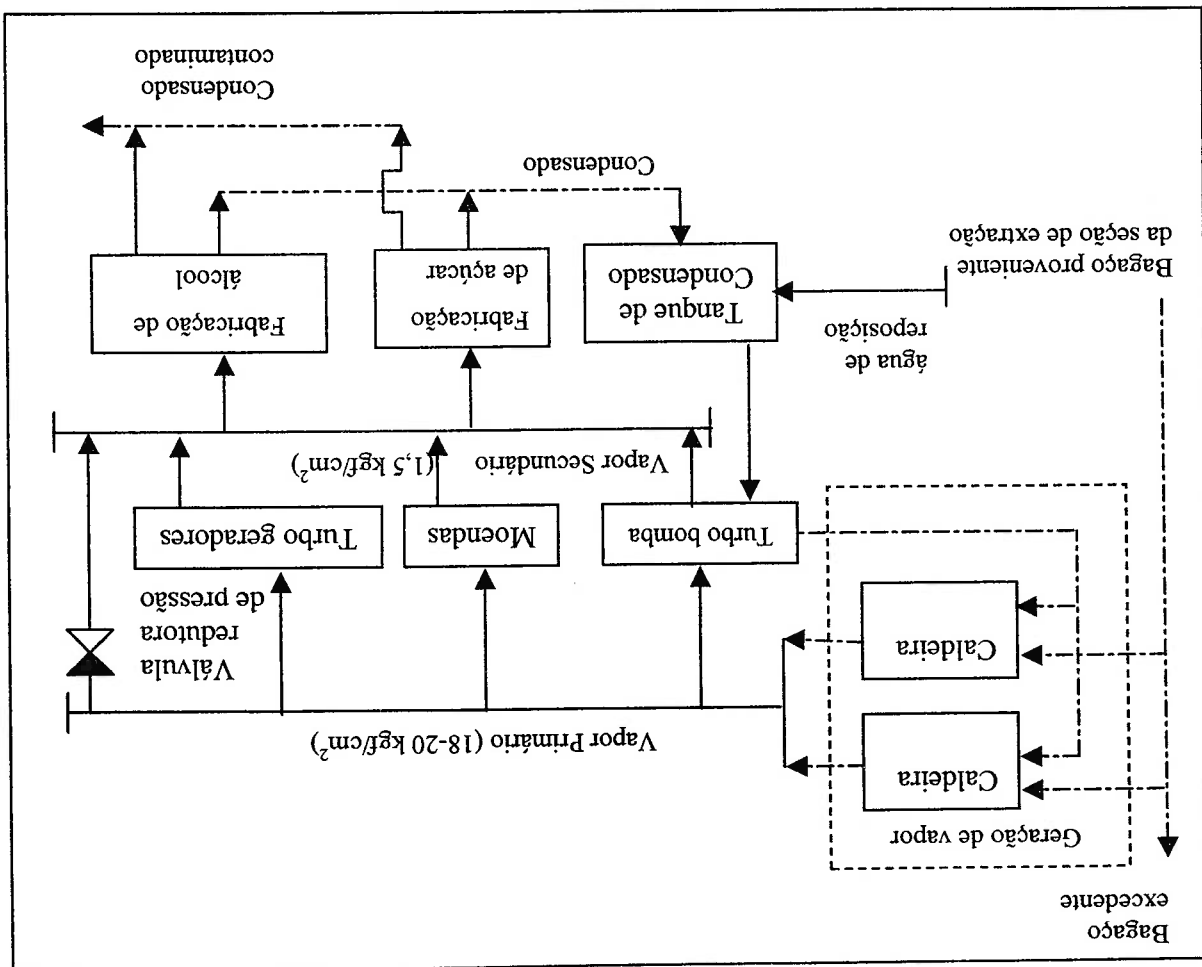 Bagaço
excedente
Geração de vapor
Caldeira
Caldeira
Vapor Primário (18-20 kgf/cm²)
Válvula
redutora
de pressão
Turbo bomba
Moendas
Turbo geradores
Vapor Secundário (1,5 kgf/cm²)
água de
reposição
Bagaço proveniente
da seção de extração
Tanque de
Condensado
Fabricação
de açúcar
Fabricação de
álcool
Condensado
Condensado
contaminado